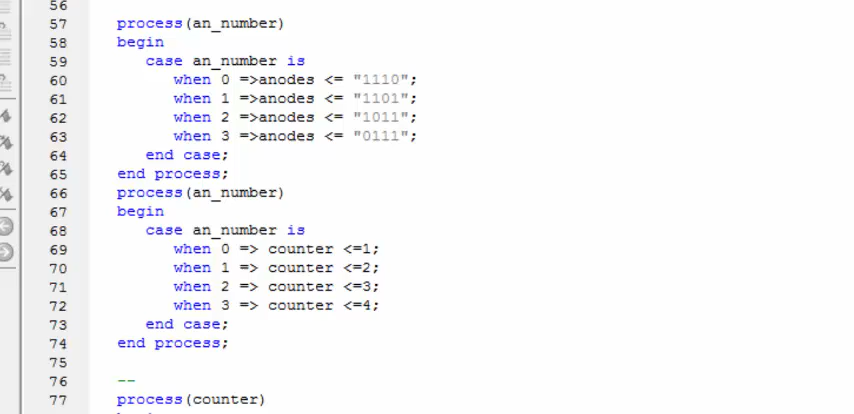 56
57 process(an_number)
58 begin
59 case an_number is
60 when 0 =>anodes <= "1110";
61 when 1 =>anodes <= "1101";
62 when 2 =>anodes <= "1011";
63 when 3 =>anodes <= "0111";
64 end case;
65 end process;
66 process(an_number)
67 begin
68 case an_number is
69 when 0 => counter <=1;
70 when 1 => counter <=2;
71 when 2 => counter <=3;
72 when 3 => counter <=4;
73 end case;
74 end process;
75
76 --
77 process(counter)